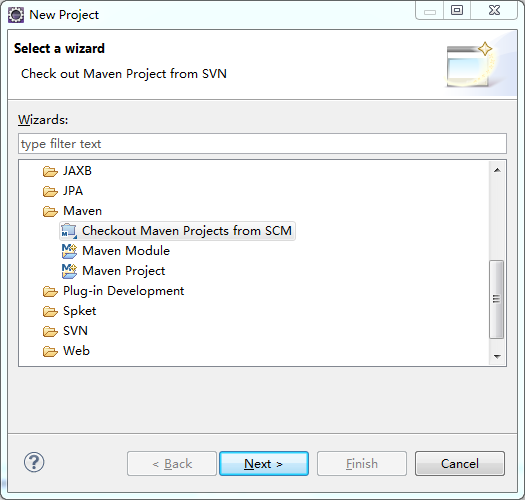 New Project
Select a wizard
Check out Maven Project from SVN
Wizards:
type filter text
JAXB
JPA
Maven
Checkout Maven Projects from SCM
Maven Module
Maven Project
Plug-in Development
Spket
SVN
Web
? < Back Next > Finish Cancel